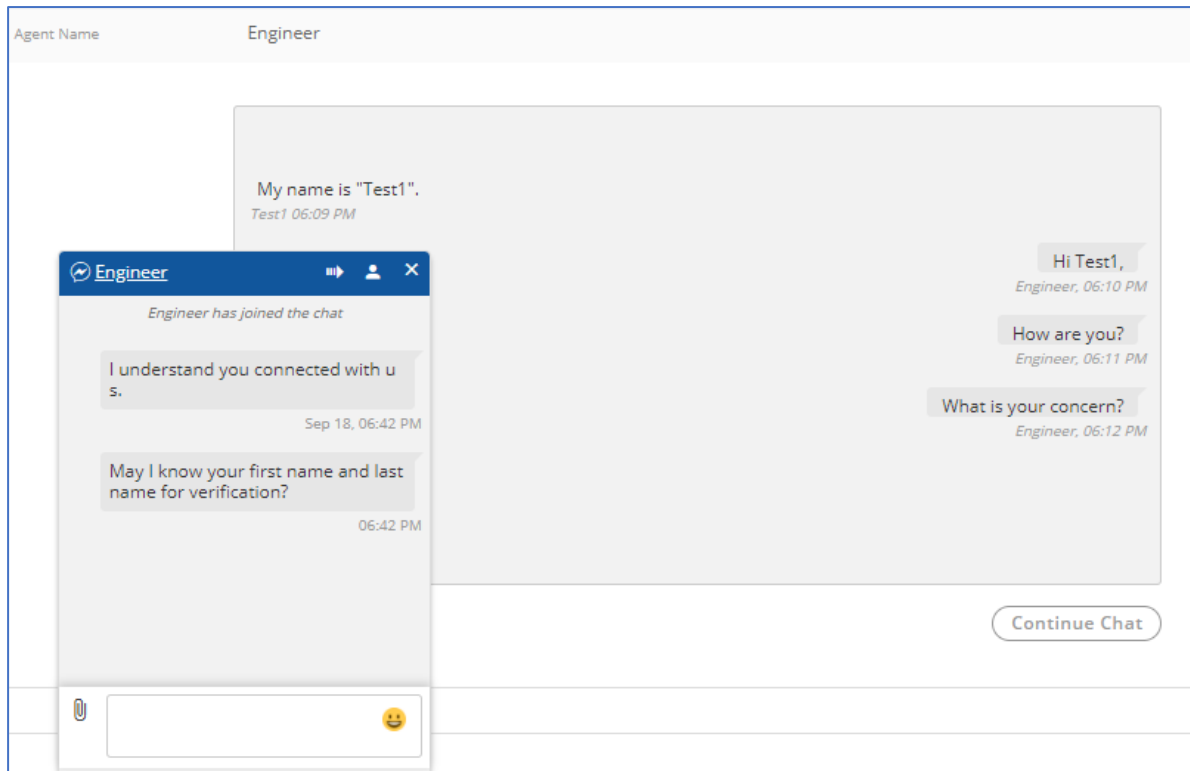 Agent Name
Engineer
My name is "Test1".
Test1 06:09 PM
Hi Test1,
Engineer, 06:10 PM
How are you?
Engineer, 06:11 PM
What is your concern?
Engineer, 06:12 PM
Continue Chat
Engineer
Engineer has joined the chat
I understand you connected with u
s.
Sep 18, 06:42 PM
May I know your first name and last
name for verification?
06:42 PM